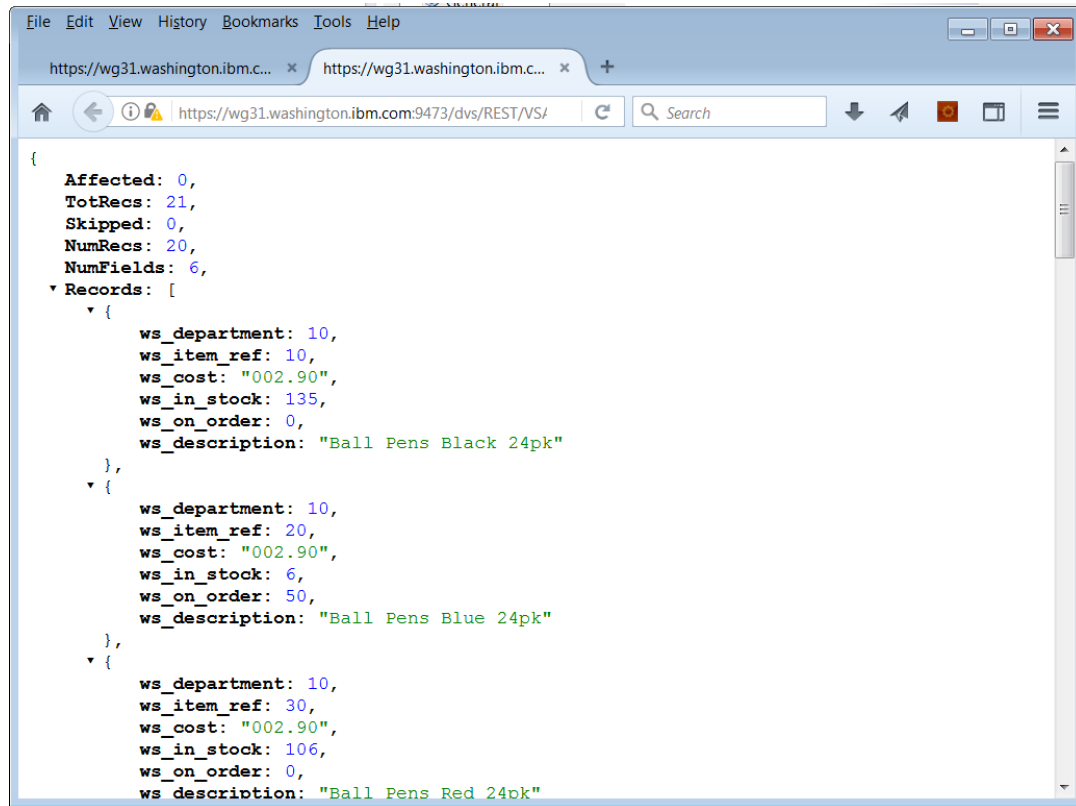 General
File Edit View History Bookmarks Tools Help
https://wg31.washington.ibm.c... × https://wg31.washington.ibm.c... × +
https://wg31.washington.ibm.com:9473/dvs/REST/VSA Search
{
Affected: 0,
TotRecs: 21,
Skipped: 0,
NumRecs: 20,
NumFields: 6,
Records: [
{
ws_department: 10,
ws_item_ref: 10,
ws_cost: "002.90",
ws_in_stock: 135,
ws_on_order: 0,
ws_description: "Ball Pens Black 24pk"
},
{
ws_department: 10,
ws_item_ref: 20,
ws_cost: "002.90",
ws_in_stock: 6,
ws_on_order: 50,
ws_description: "Ball Pens Blue 24pk"
},
{
ws_department: 10,
ws_item_ref: 30,
ws_cost: "002.90",
ws_in_stock: 106,
ws_on_order: 0,
ws_description: "Ball Pens Red 24pk"